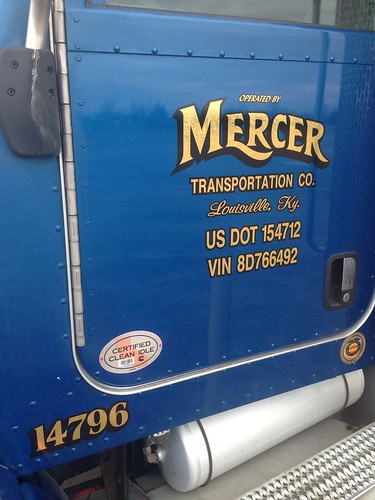 OPERATED BY
MERCER
TRANSPORTATION CO.
Louisville, Ky.
US DOT 154712
VIN 8D766492
CERTIFIED
CLEAN IDLE
14796